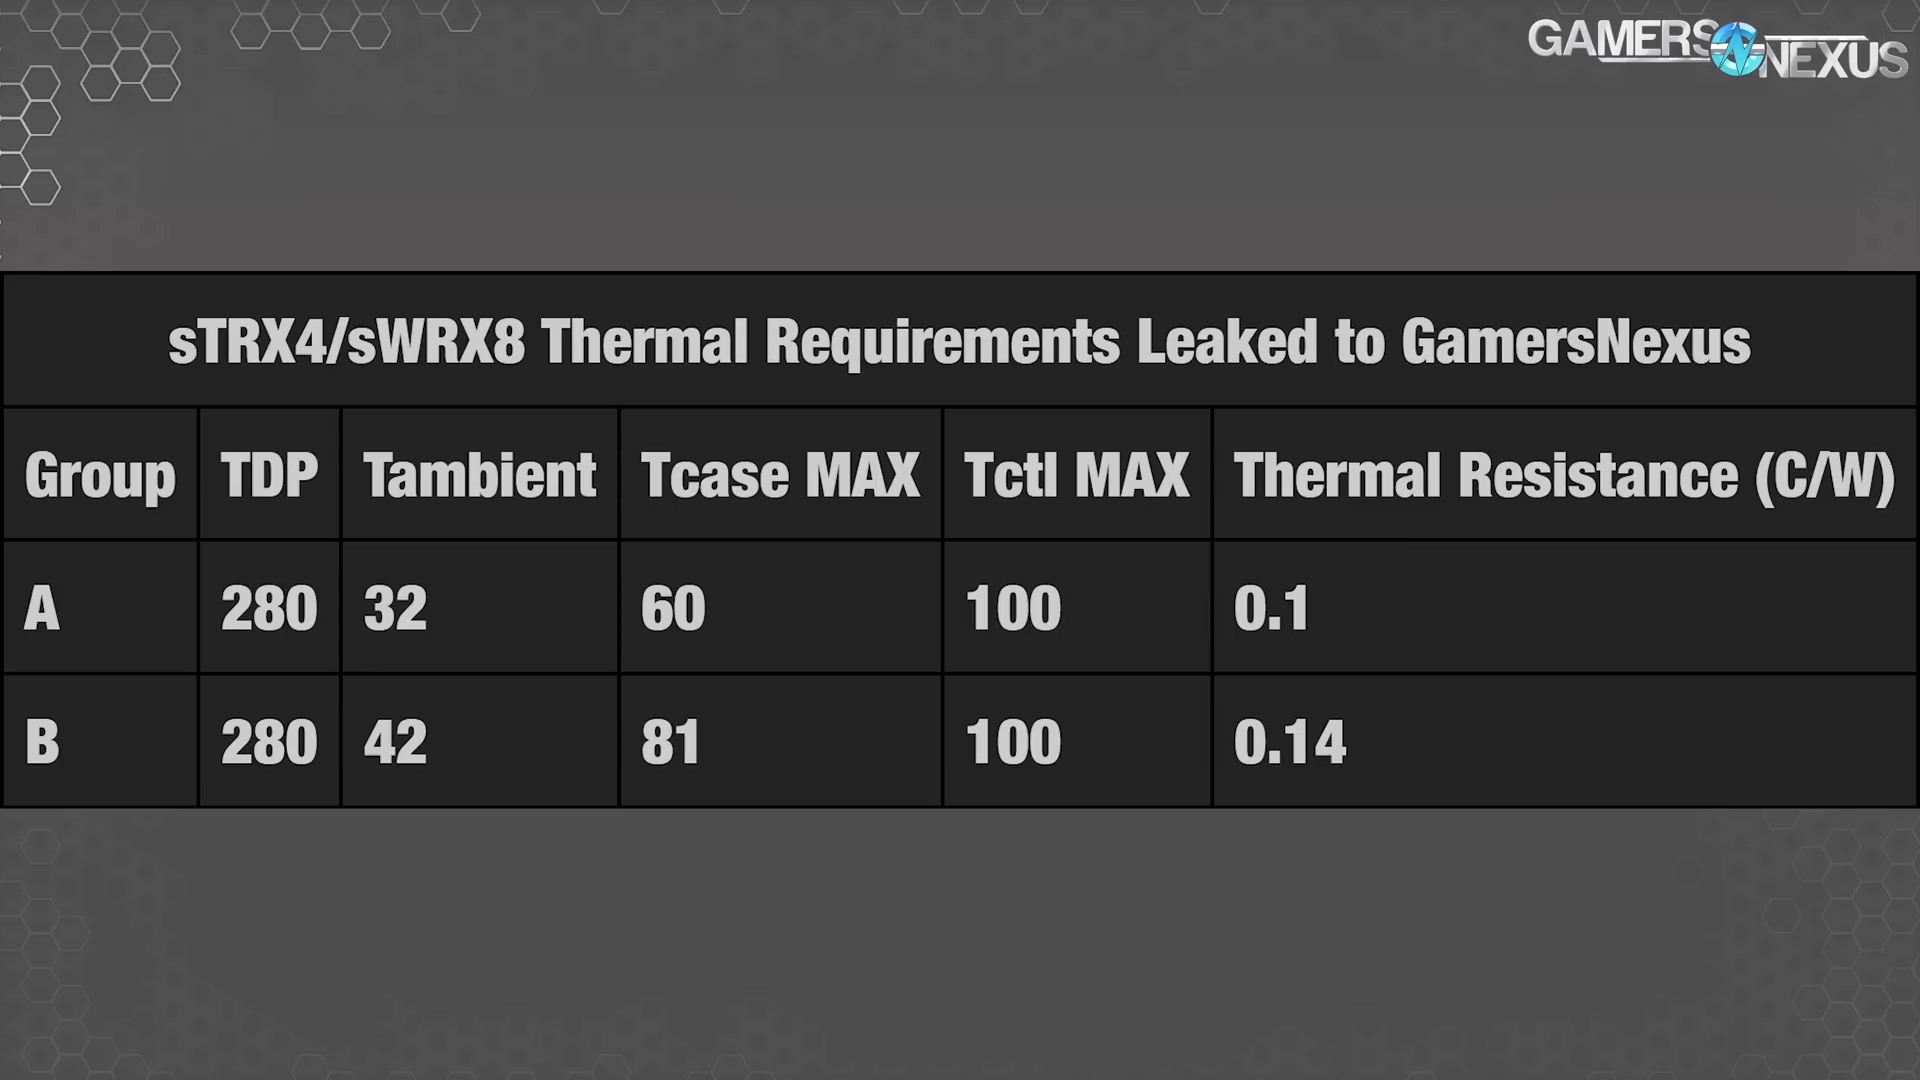 GAMERS NEXUS
sTRX4/sWRX8 Thermal Requirements Leaked to GamersNexus
Group TDP Tambient Tcase MAX Tctl MAX Thermal Resistance (C/W)
A 280 32 60 100 0.1
B 280 42 81 100 0.14